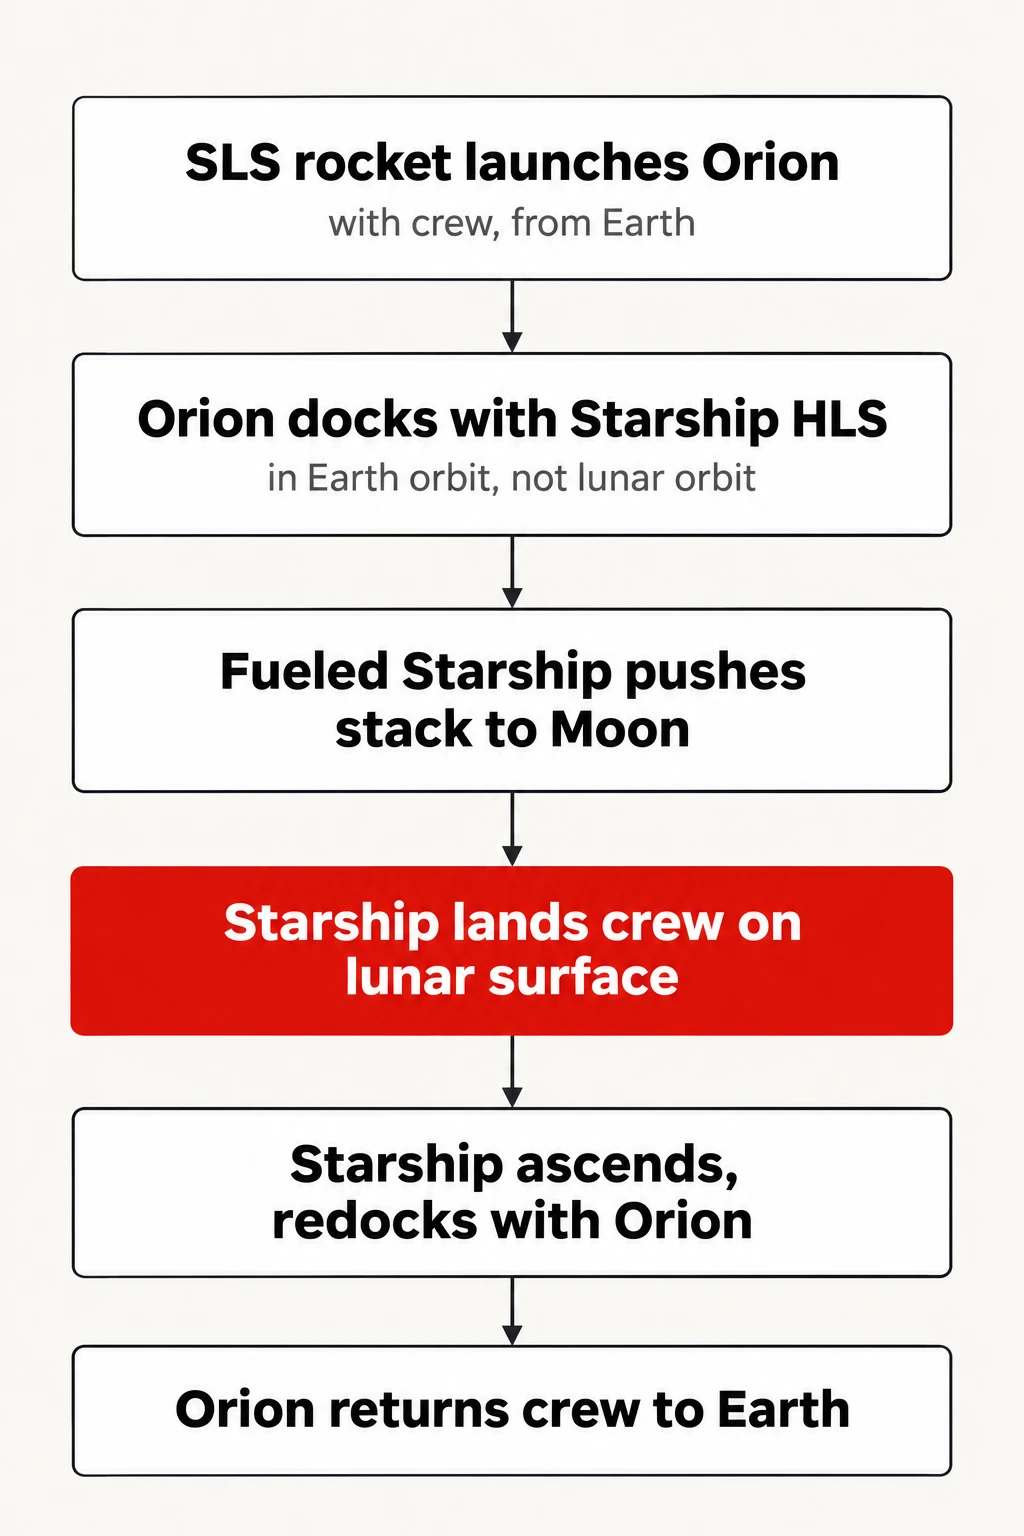 SLS rocket launches Orion
with crew, from Earth
Orion docks with Starship HLS
in Earth orbit, not lunar orbit
Fueled Starship pushes
stack to Moon
Starship lands crew on
lunar surface
Starship ascends,
redocks with Orion
Orion returns crew to Earth